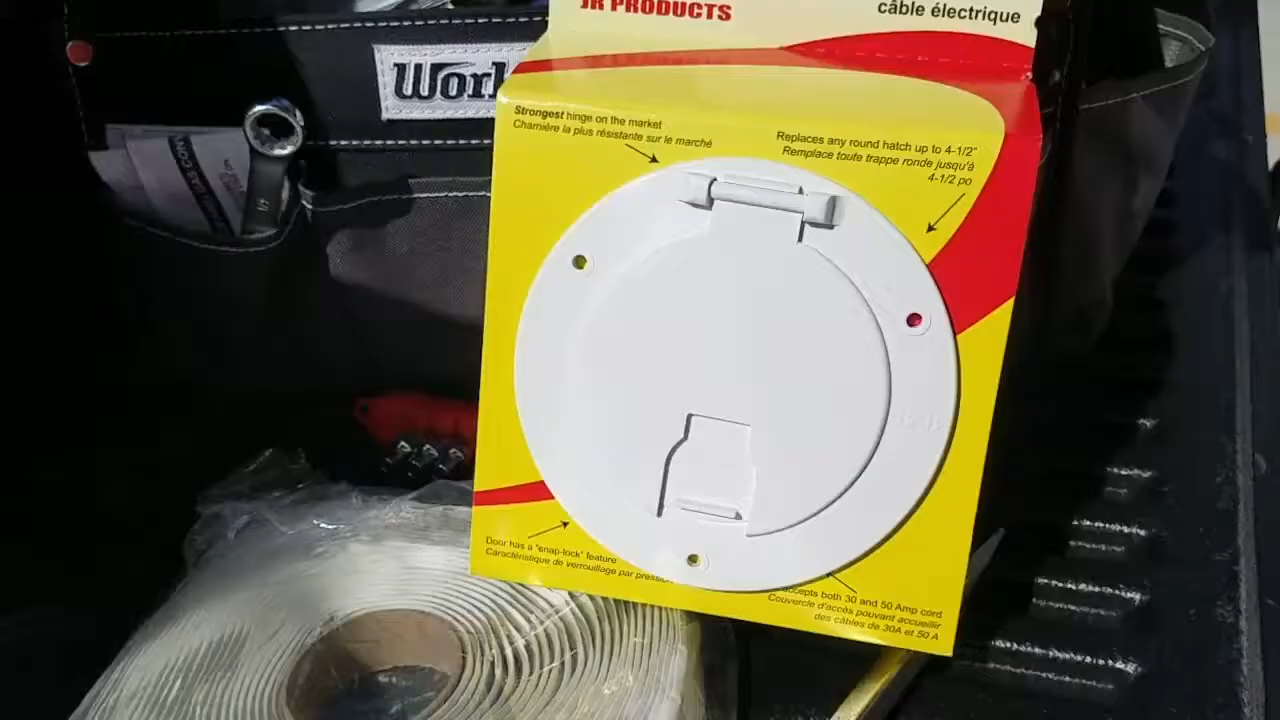 JR PRODUCTS
câble électrique
Work
Strongest hinge on the market
Charnière la plus résistante sur le marché
Replaces any round hatch up to 4-1/2"
Remplace toute trappe ronde jusqu'à
4-1/2 po
Door has a "snap-lock" feature
Caractéristique de verrouillage par pression
accepts both 30 and 50 Amp cord
Couvercle d'accès pouvant accueillir
des câbles de 30A et 50 A